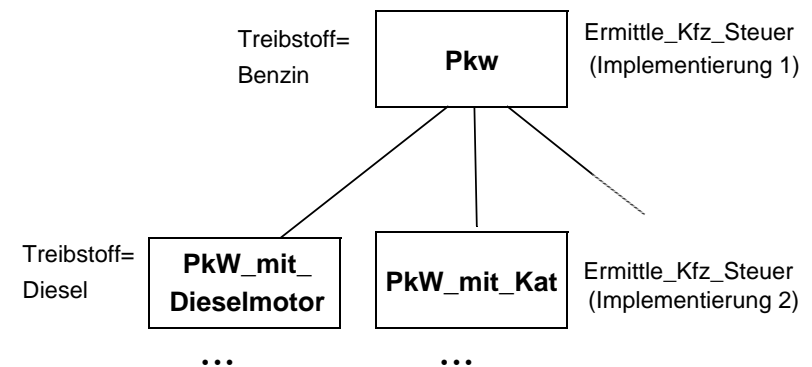 Treibstoff=
Benzin
Pkw
Ermittle_Kfz_Steuer
(Implementierung 1)
Treibstoff=
Diesel
PkW_mit_
Dieselmotor
PkW_mit_Kat
Ermittle_Kfz_Steuer
(Implementierung 2)
...
...